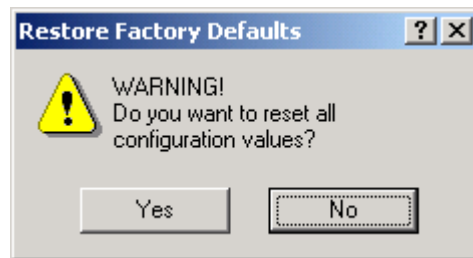 Restore Factory Defaults
WARNING!
Do you want to reset all
configuration values?
Yes
No